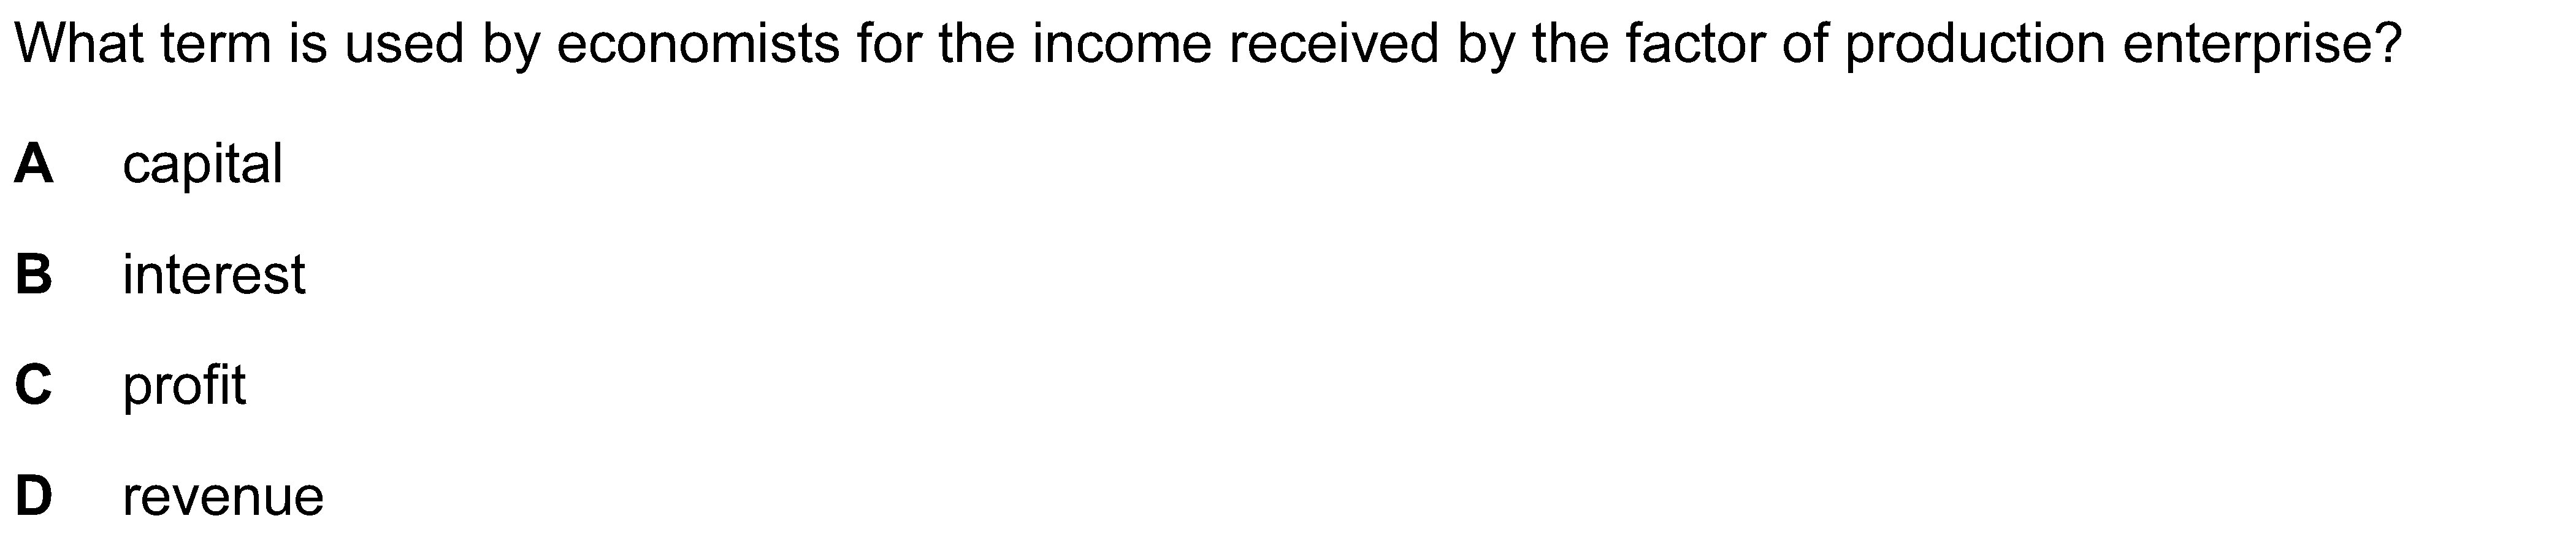 What term is used by economists for the income received by the factor of production enterprise?
A capital
B interest
C profit
D revenue